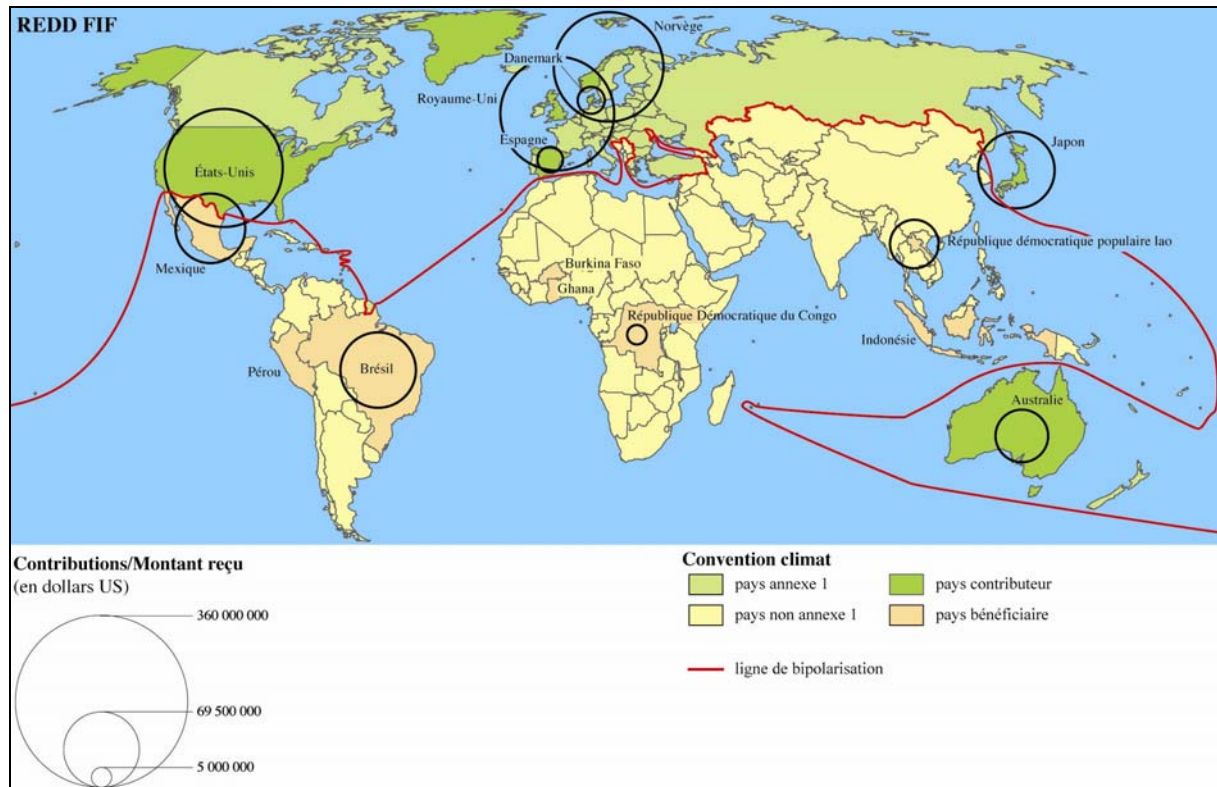 REDD FIF
Norvège
Danemark
Royaume-Uni
Espagne
Japon
États-Unis
République démocratique populaire lao
Mexique
Burkina Faso
Ghana
République Démocratique du Congo
Indonésie
Pérou
Brésil
Australie
Contributions/Montant reçu
(en dollars US)
360 000 000
69 500 000
5 000 000
Convention climat
pays annexe 1
pays contributeur
pays non annexe 1
pays bénéficiaire
ligne de bipolarisation